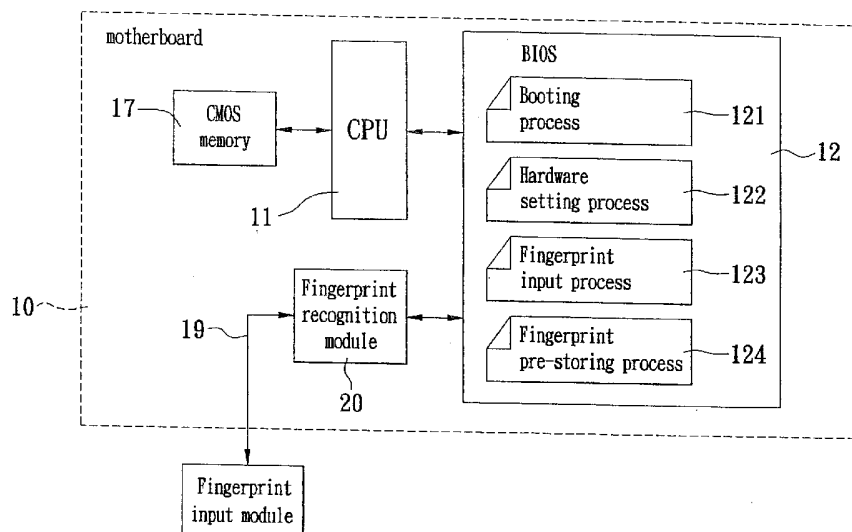 motherboard
BIOS
17
CMOS
memory
CPU
11
Booting
process
121
12
Hardware
setting process
122
Fingerprint
input process
123
Fingerprint
pre-storing process
124
10
19
Fingerprint
recognition
module
20
Fingerprint
input module